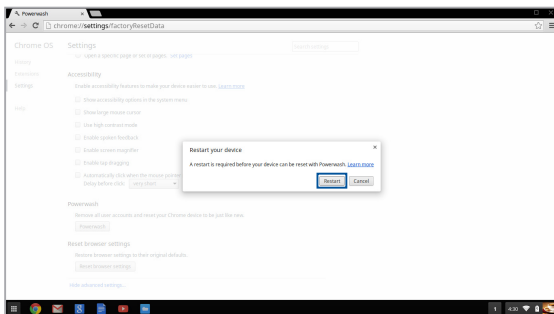 Powerwash
chrome://settings/factoryResetData
Chrome OS
Settings
Extensions
Settings
Help
Search settings
Open a specific page or set of pages. Set pages
Accessibility
Enable accessibility features to make your device easier to use. Learn more
Show accessibility options in the system menu
Show large mouse cursor
Use high contrast mode
Enable spoken feedback
Enable screen magnifier
Enable tap dragging
Automatically click when the mouse pointer
Delay before click: very short
Restart your device
A restart is required before your device can be reset with Powerwash. Learn more
Restart Cancel
Powerwash
Remove all user accounts and reset your Chrome device to be just like new.
Powerwash
Reset browser settings
Restore browser settings to their original defaults.
Reset browser settings
Hide advanced settings...
1 4:30